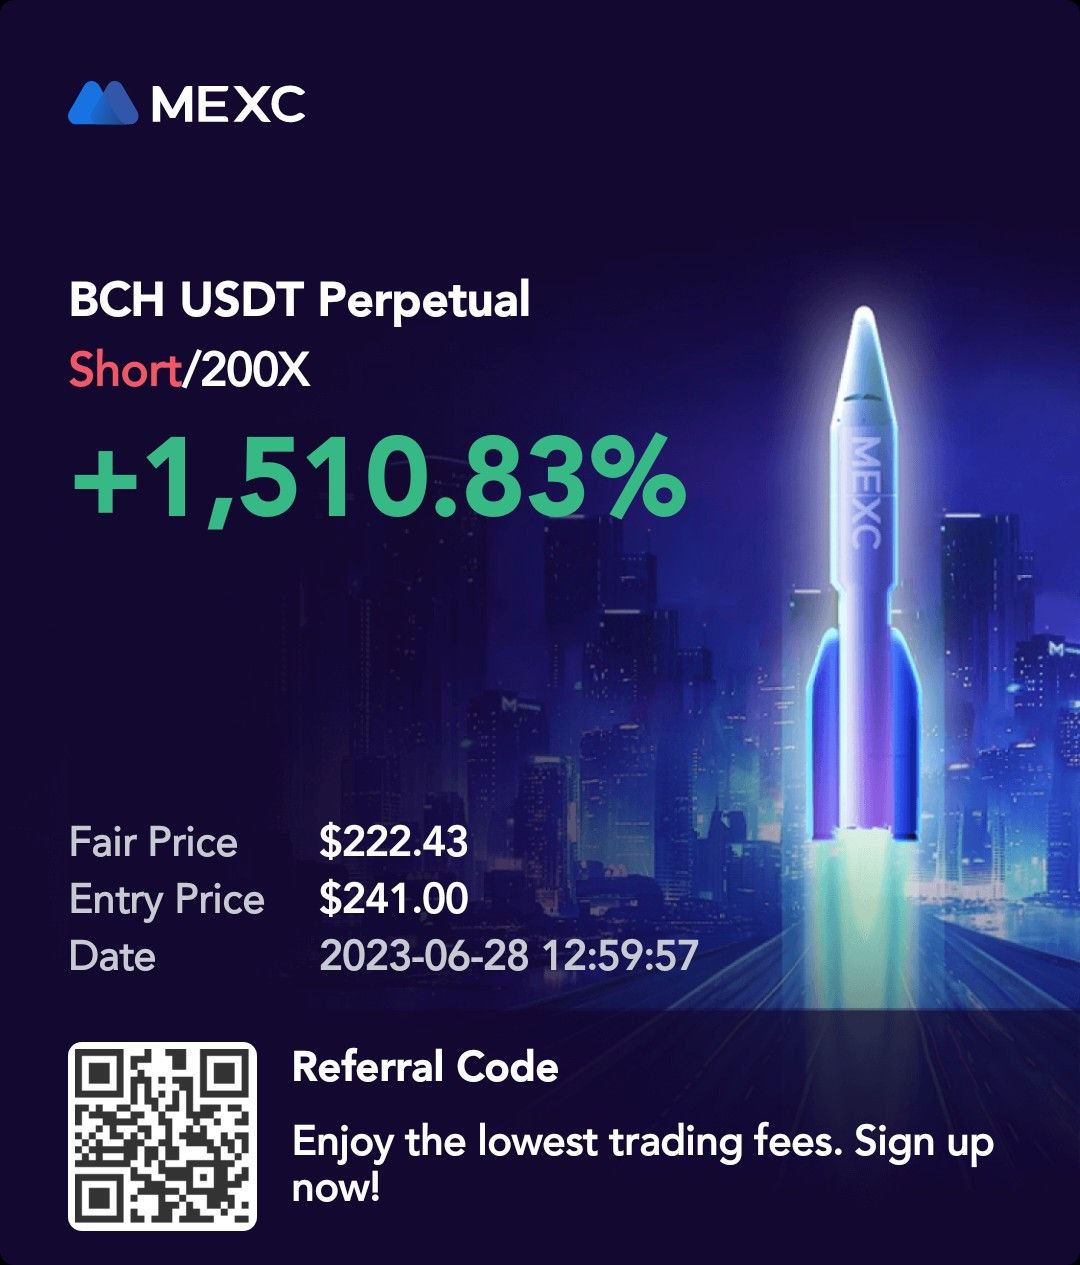 MEXC
BCH USDT Perpetual
Short/200X
+1,510.83%
MEXC
Fair Price $222.43
Entry Price $241.00
Date 2023-06-28 12:59:57
Referral Code
Enjoy the lowest trading fees. Sign up
now!